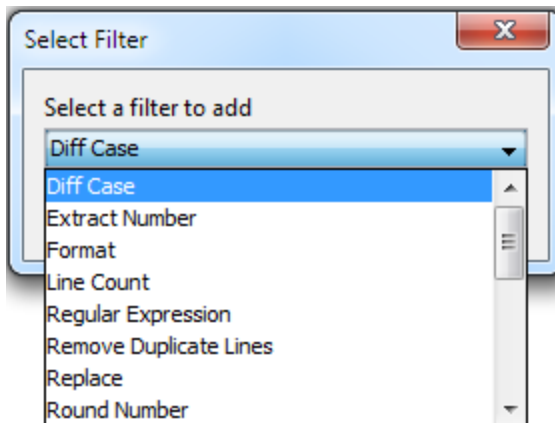 Select Filter
Select a filter to add
Diff Case
Diff Case
Extract Number
Format
Line Count
Regular Expression
Remove Duplicate Lines
Replace
Round Number